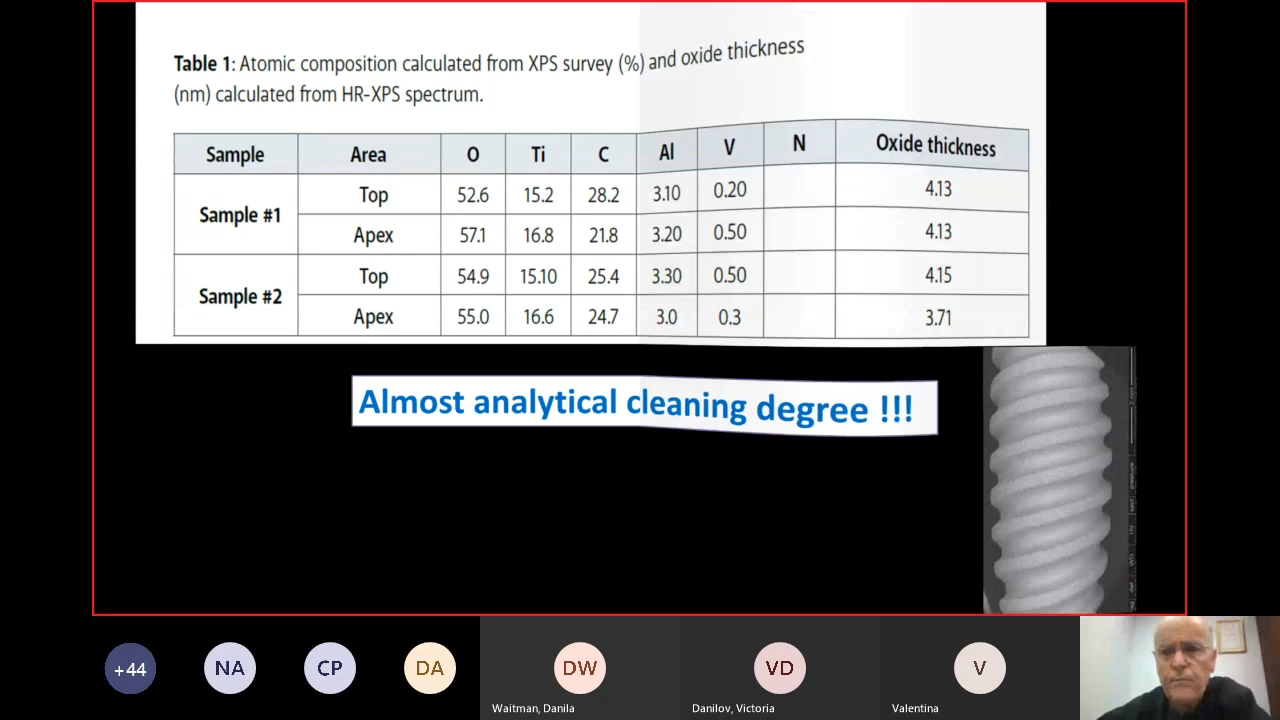 Table 1: Atomic composition calculated from XPS survey (%) and oxide thickness
(nm) calculated from HR-XPS spectrum.
Sample Area O Ti C Al V N Oxide thickness
Sample #1 Top 52.6 15.2 28.2 3.10 0.20 4.13
Apex 57.1 16.8 21.8 3.20 0.50 4.13
Sample #2 Top 54.9 15.10 25.4 3.30 0.50 4.15
Apex 55.0 16.6 24.7 3.0 0.3 3.71
Almost analytical cleaning degree !!!
+44 NA CP DA DW VD V
Waitman, Danila Danilov, Victoria Valentina